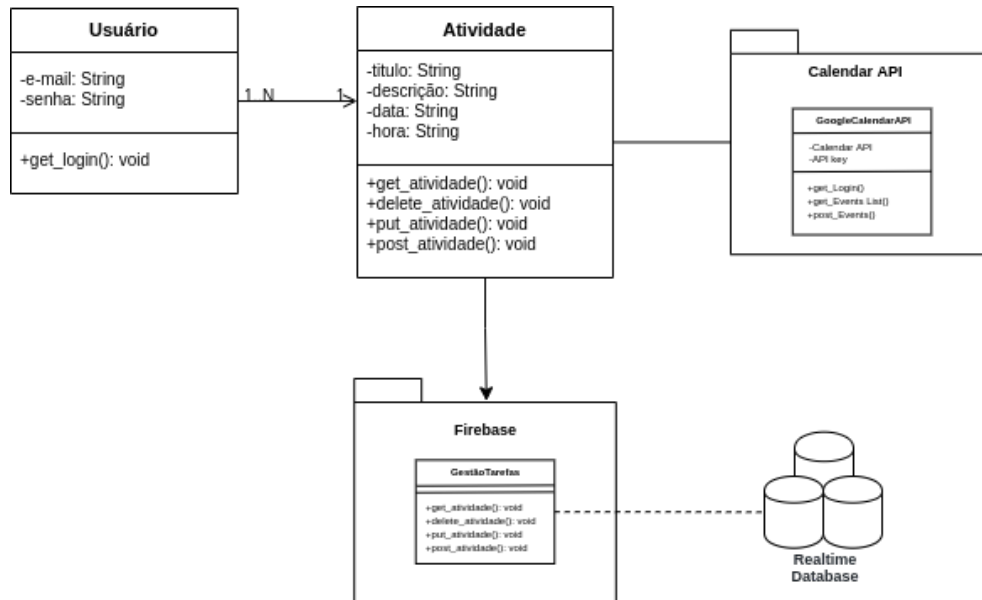 Usuário
-e-mail: String
-senha: String
+get_login(): void
1 N
1
Atividade
-titulo: String
-descrição: String
-data: String
-hora: String
+get_atividade(): void
+delete_atividade(): void
+put_atividade(): void
+post_atividade(): void
Calendar API
GoogleCalendarAPI
-Calendar API
-API key
+get_Login()
+get_Events List()
+post_Events()
Firebase
GestãoTarefas
+get_atividade(): void
+delete_atividade(): void
+put_atividade(): void
+post_atividade(): void
Realtime
Database